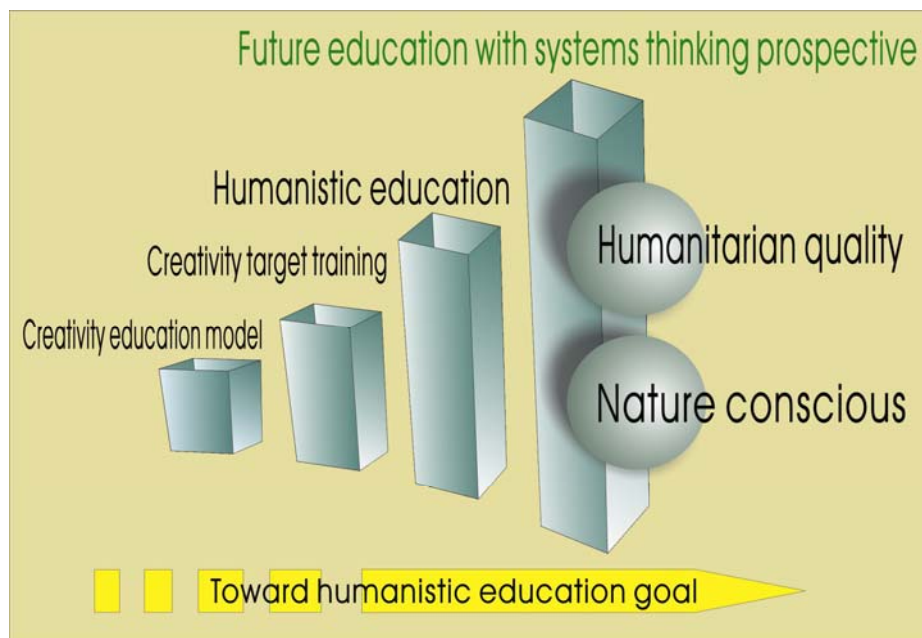 Future education with systems thinking prospective
Humanistic education
Creativity target training
Creativity education model
Humanitarian quality
Nature conscious
Toward humanistic education goal